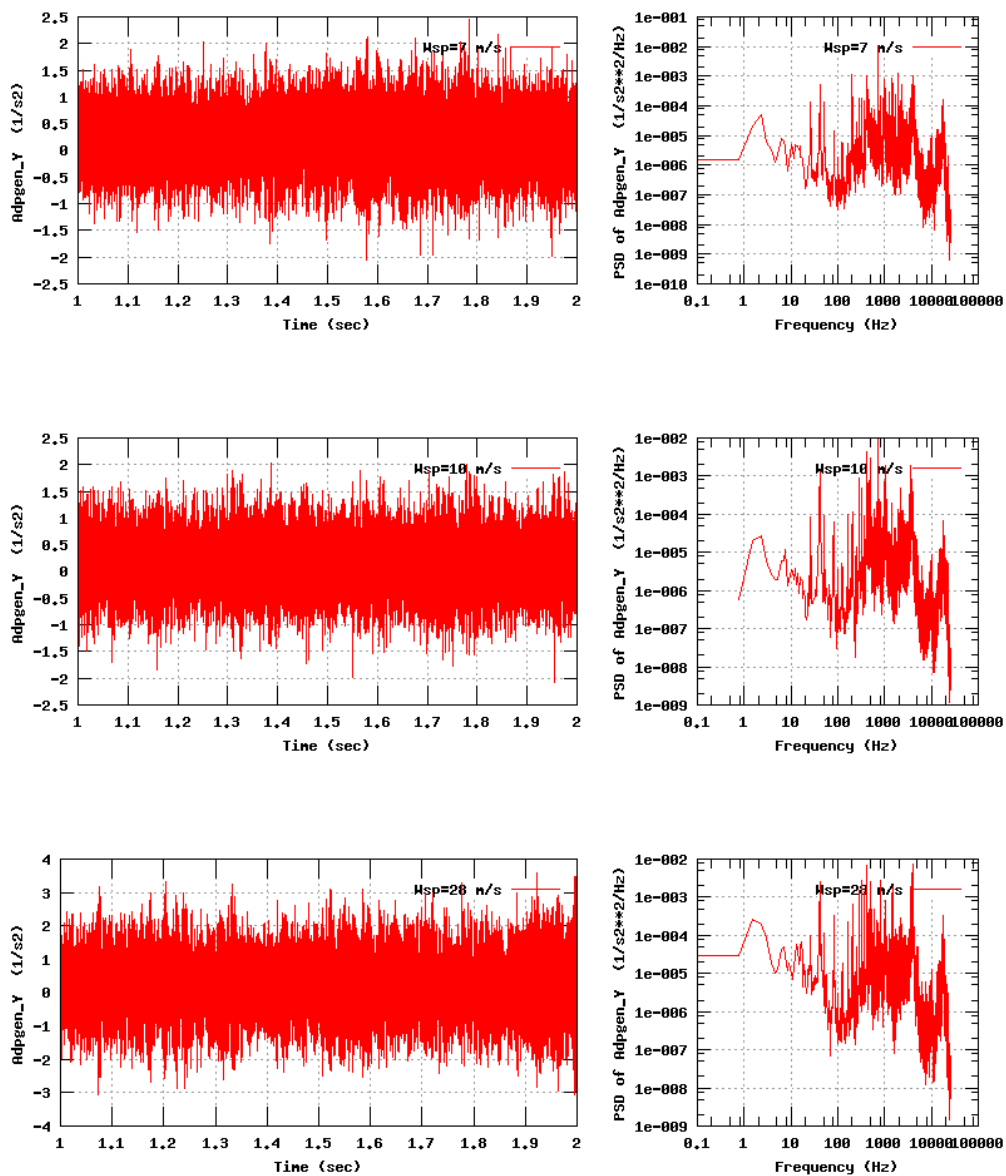 2.5
2
1.5
1
0.5
0
-0.5
-1
-1.5
-2
-2.5
Adpgen_Y (1/s2)
Wsp=7 m/s
1 1.1 1.2 1.3 1.4 1.5 1.6 1.7 1.8 1.9 2
Time (sec)
1e-001
1e-002
1e-003
1e-004
1e-005
1e-006
1e-007
1e-008
1e-009
1e-010
PSD of Adpgen_Y (1/s2**2/Hz)
Wsp=7 m/s
0.1 1 10 100 1000 10000 100000
Frequency (Hz)
2.5
2
1.5
1
0.5
0
-0.5
-1
-1.5
-2
-2.5
Adpgen_Y (1/s2)
Wsp=10 m/s
1 1.1 1.2 1.3 1.4 1.5 1.6 1.7 1.8 1.9 2
Time (sec)
1e-002
1e-003
1e-004
1e-005
1e-006
1e-007
1e-008
1e-009
PSD of Adpgen_Y (1/s2**2/Hz)
Wsp=10 m/s
0.1 1 10 100 1000 10000 100000
Frequency (Hz)
4
3
2
1
0
-1
-2
-3
-4
Adpgen_Y (1/s2)
Wsp=28 m/s
1 1.1 1.2 1.3 1.4 1.5 1.6 1.7 1.8 1.9 2
Time (sec)
1e-002
1e-003
1e-004
1e-005
1e-006
1e-007
1e-008
1e-009
PSD of Adpgen_Y (1/s2**2/Hz)
Wsp=28 m/s
0.1 1 10 100 1000 10000 100000
Frequency (Hz)